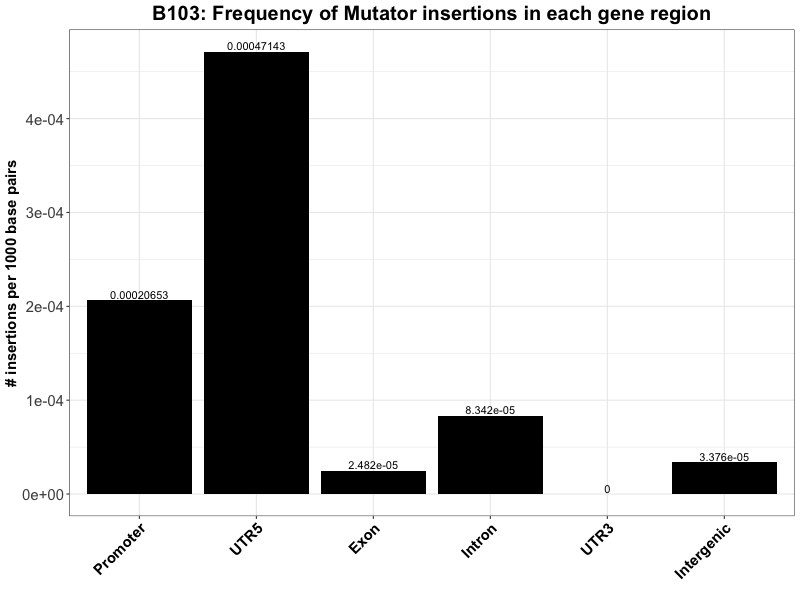 B103: Frequency of Mutator insertions in each gene region
# insertions per 1000 base pairs
4e-04
3e-04
2e-04
1e-04
0e+00
0.00020653
0.00047143
2.482e-05
8.342e-05
0
3.376e-05
Promoter
UTR5
Exon
Intron
UTR3
Intergenic